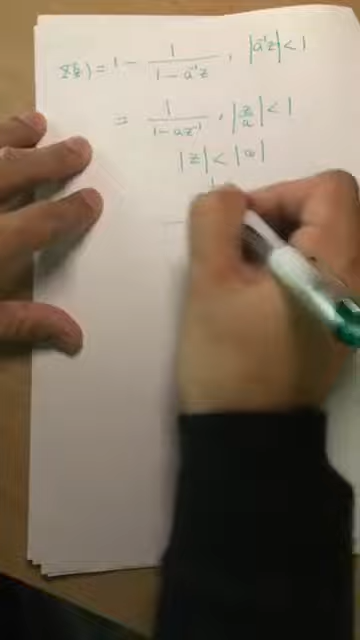 X(z) = 1 - 1/(1 - a⁻¹z) , |a⁻¹z| < 1
= 1/(1 - az⁻¹) , |z/a| < 1
|z| < |a|